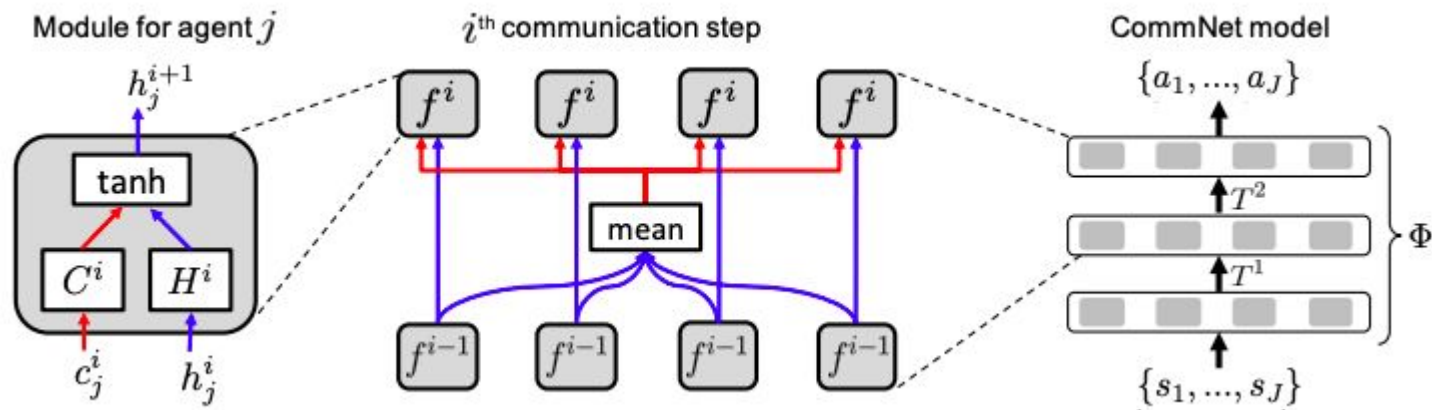 Module for agent j
h_j^{i+1}
tanh
C^i
H^i
c_j^i
h_j^i
i^th communication step
f^i
f^i
f^i
f^i
mean
f^{i-1}
f^{i-1}
f^{i-1}
f^{i-1}
CommNet model
{a_1, ..., a_J}
T^2
T^1
Φ
{s_1, ..., s_J}